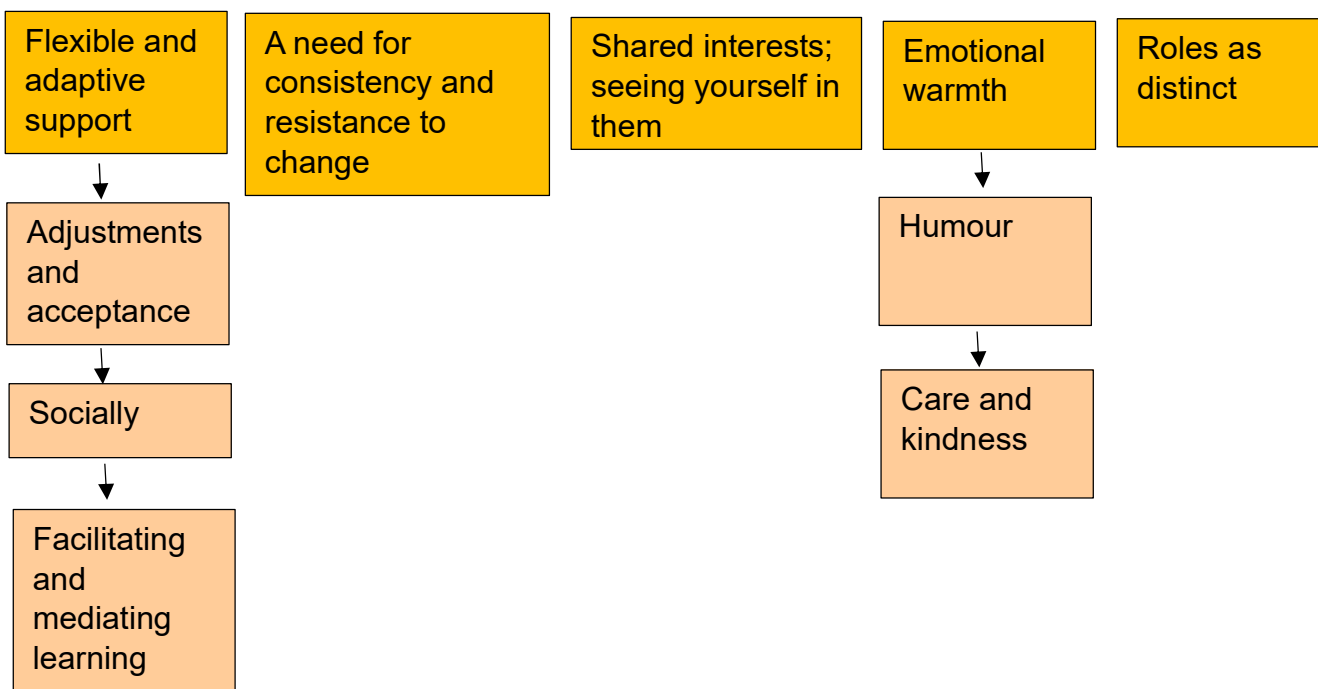 Flexible and
adaptive
support
A need for
consistency and
resistance to
change
Shared interests;
seeing yourself in
them
Emotional
warmth
Roles as
distinct
Adjustments
and
acceptance
Humour
Socially
Care and
kindness
Facilitating
and
mediating
learning